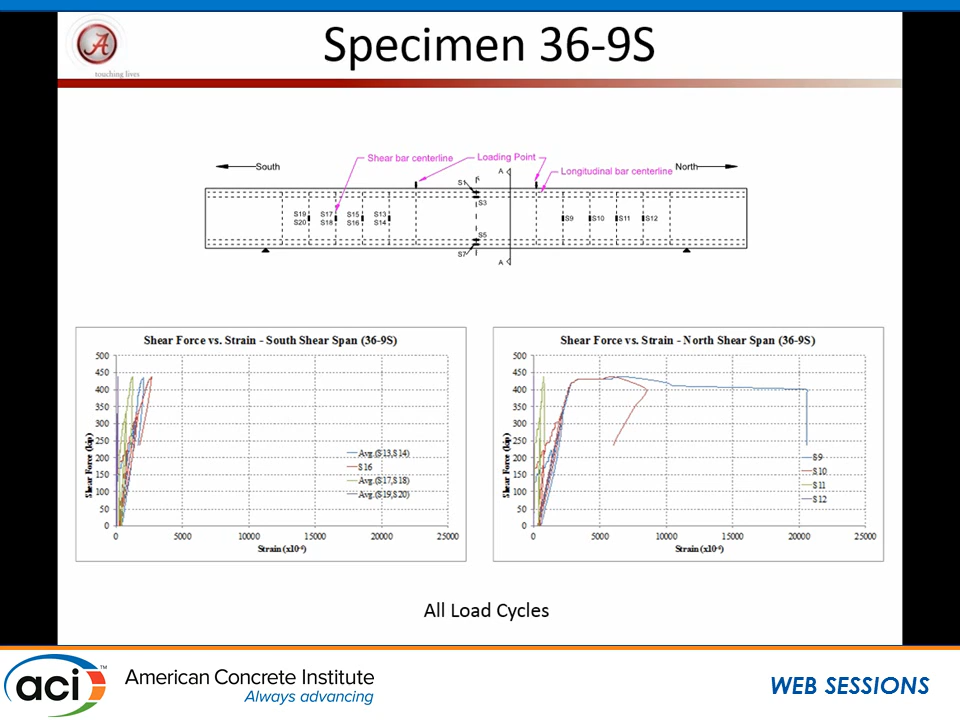 A
touching lives
Specimen 36-9S
South
Shear bar centerline
Loading Point
A
Longitudinal bar centerline
North
S1
S3
S19
S20
S17
S18
S15
S16
S13
S14
S9
S10
S11
S12
S5
S7
A
Shear Force vs. Strain - South Shear Span (36-9S)
Shear Force (kip)
500
450
400
350
300
250
200
150
100
50
0
0 5000 10000 15000 20000 25000
Strain (x10⁻⁶)
Avg.(S13,S14)
S16
Avg.(S17,S18)
Avg.(S19,S20)
Shear Force vs. Strain - North Shear Span (36-9S)
Shear Force (kip)
500
450
400
350
300
250
200
150
100
50
0
0 5000 10000 15000 20000 25000
Strain (x10⁻⁶)
S9
S10
S11
S12
All Load Cycles
aci™
American Concrete Institute
Always advancing
WEB SESSIONS